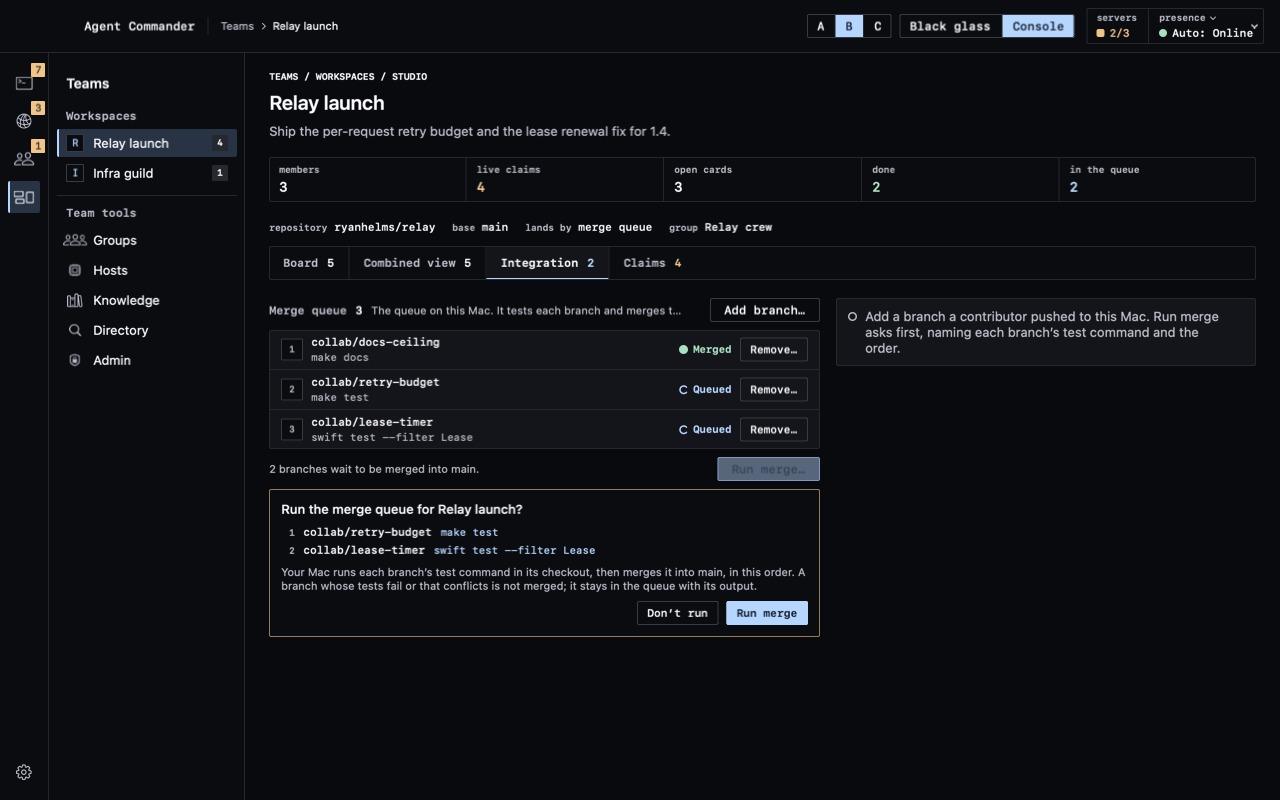 Agent Commander
Teams > Relay launch
A B C
Black glass Console
servers
2/3
presence
Auto: Online
7
3
1
Teams
Workspaces
R Relay launch 4
I Infra guild 1
Team tools
Groups
Hosts
Knowledge
Directory
Admin
TEAMS / WORKSPACES / STUDIO
Relay launch
Ship the per-request retry budget and the lease renewal fix for 1.4.
members
3
live claims
4
open cards
3
done
2
in the queue
2
repository ryanhelms/relay base main lands by merge queue group Relay crew
Board 5 Combined view 5 Integration 2 Claims 4
Merge queue 3 The queue on this Mac. It tests each branch and merges t… Add branch…
1 collab/docs-ceiling
make docs
Merged Remove…
2 collab/retry-budget
make test
Queued Remove…
3 collab/lease-timer
swift test --filter Lease
Queued Remove…
2 branches wait to be merged into main. Run merge…
Run the merge queue for Relay launch?
1 collab/retry-budget make test
2 collab/lease-timer swift test --filter Lease
Your Mac runs each branch’s test command in its checkout, then merges it into main, in this order. A
branch whose tests fail or that conflicts is not merged; it stays in the queue with its output.
Don’t run Run merge
Add a branch a contributor pushed to this Mac. Run merge
asks first, naming each branch’s test command and the
order.